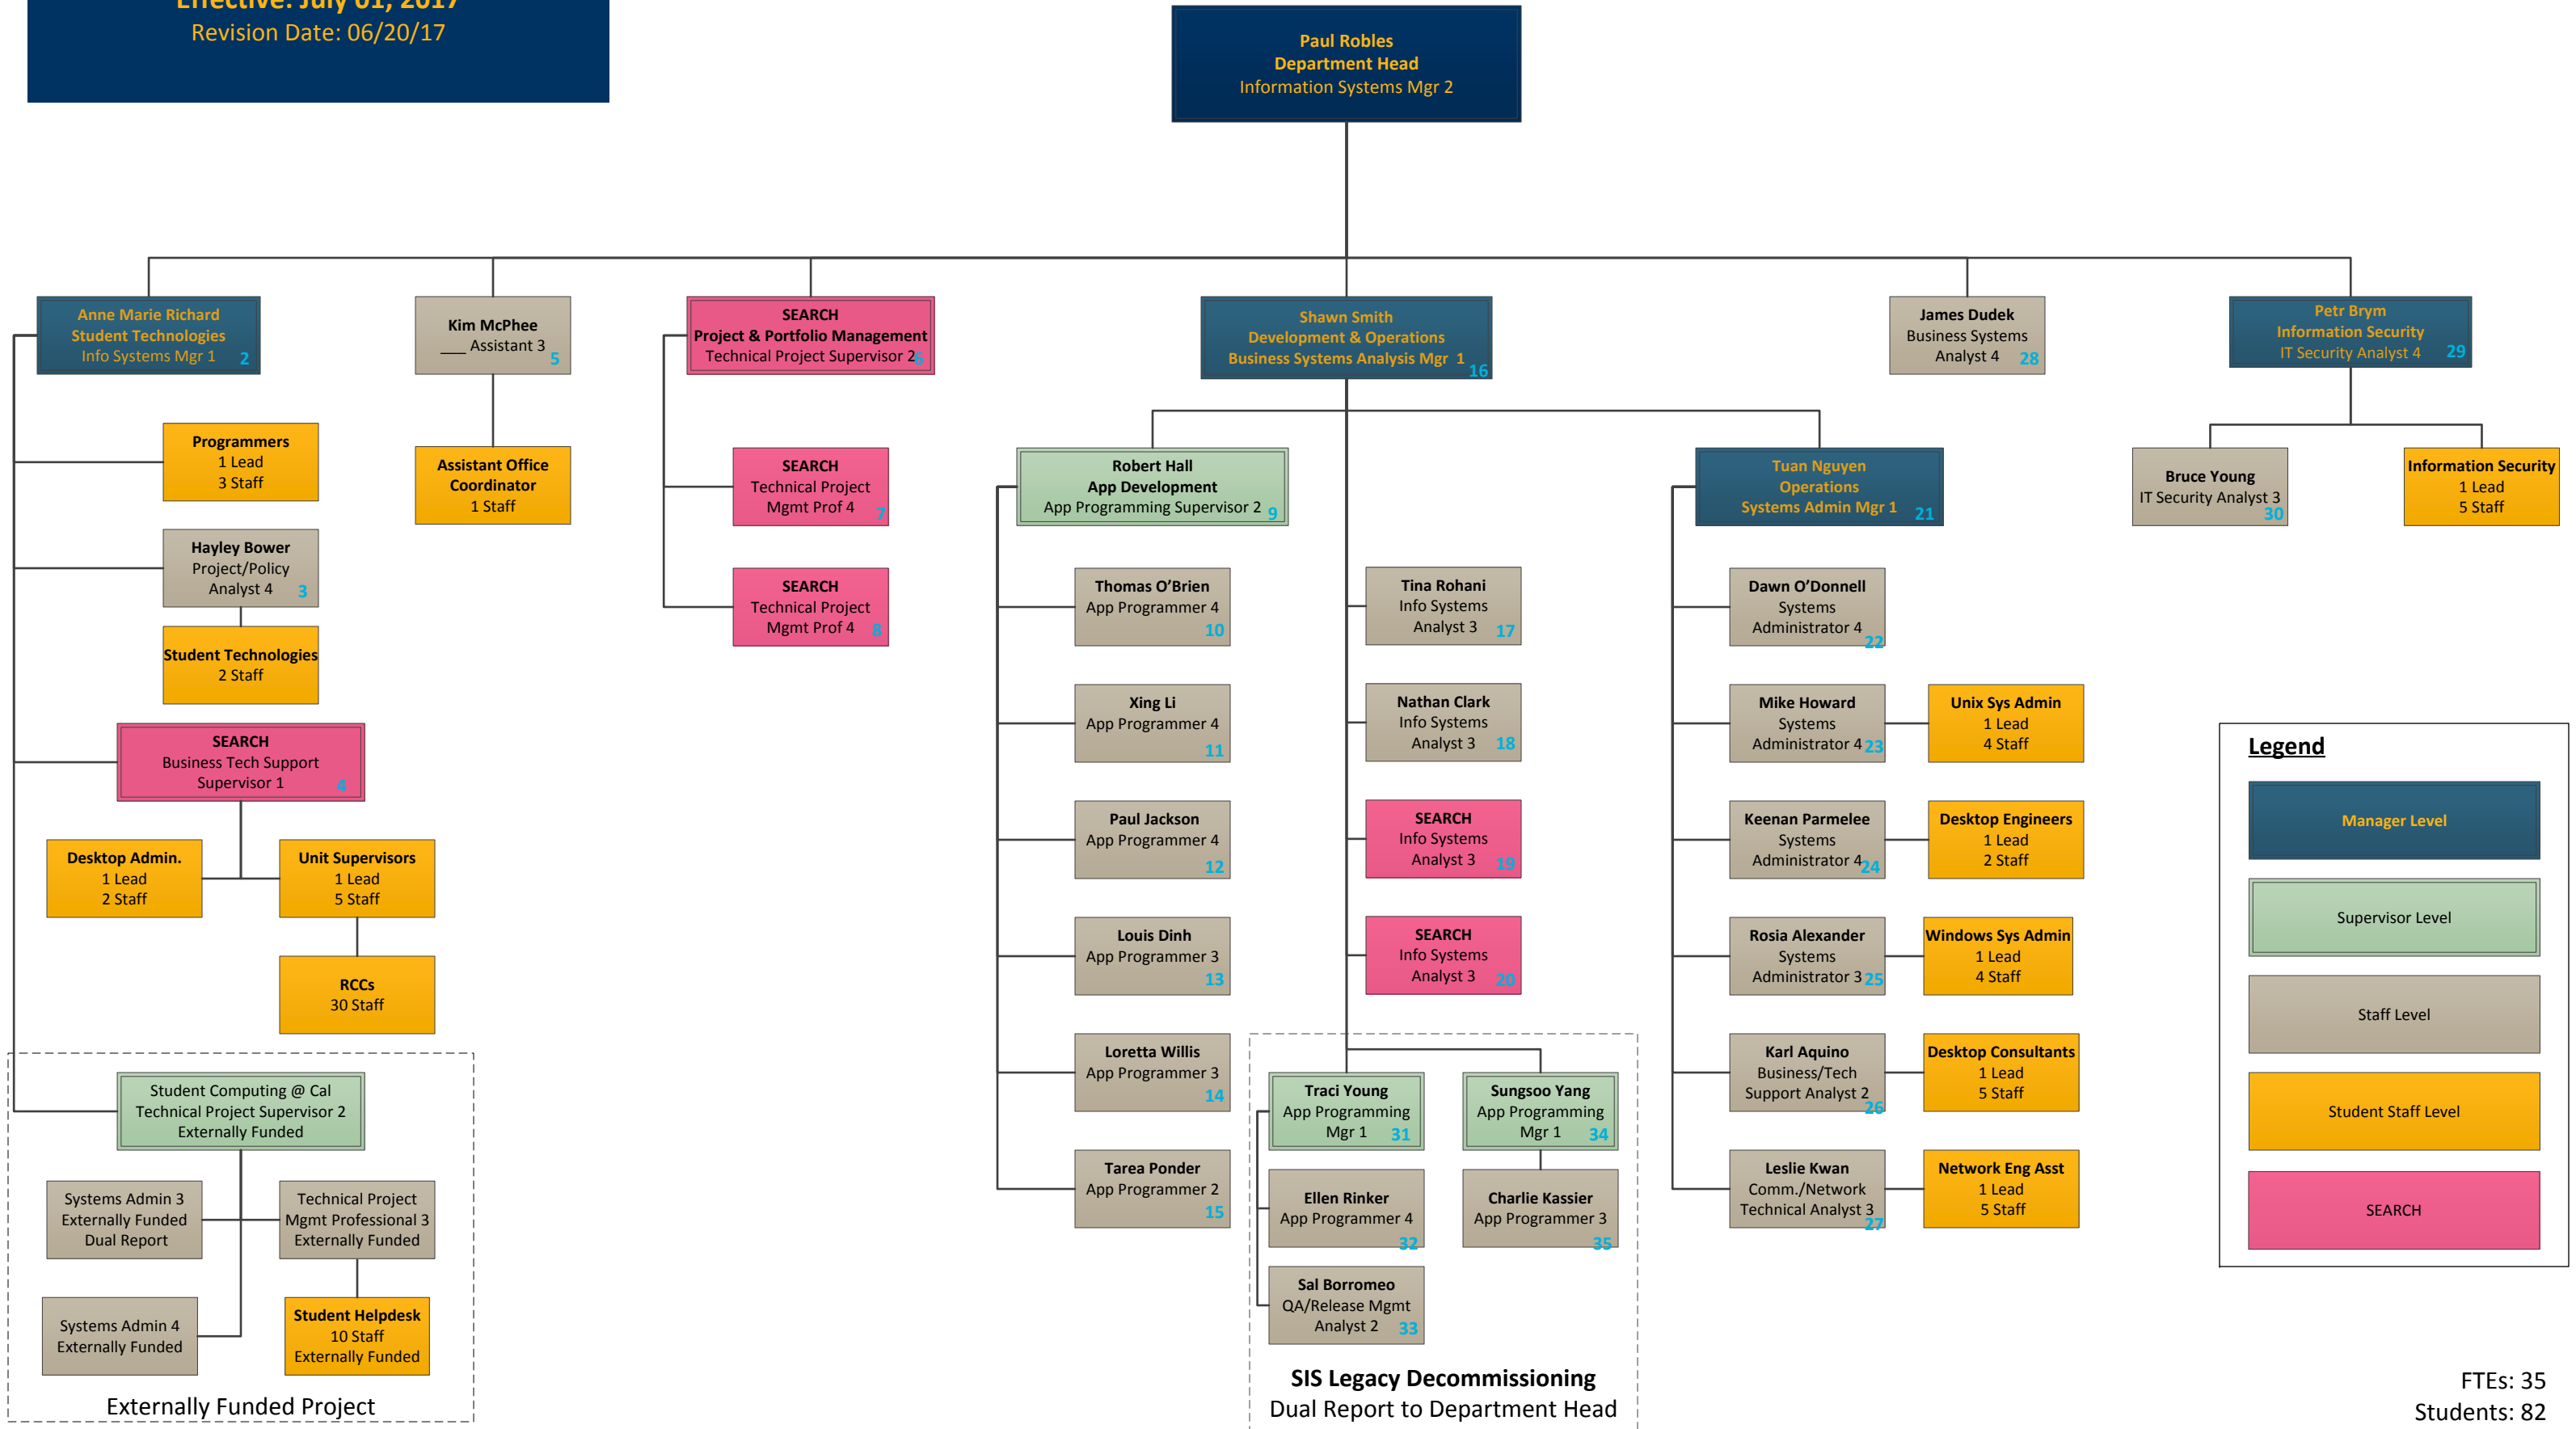 Effective: July 01, 2017
Revision Date: 06/20/17
Paul Robles
Department Head
Information Systems Mgr 2
Anne Marie Richard
Student Technologies
Info Systems Mgr 1 2
Programmers
1 Lead
3 Staff
Hayley Bower
Project/Policy
Analyst 4 3
Student Technologies
2 Staff
SEARCH
Business Tech Support
Supervisor 1 4
Desktop Admin.
1 Lead
2 Staff
Unit Supervisors
1 Lead
5 Staff
RCCs
30 Staff
Student Computing @ Cal
Technical Project Supervisor 2
Externally Funded
Systems Admin 3
Externally Funded
Dual Report
Technical Project
Mgmt Professional 3
Externally Funded
Systems Admin 4
Externally Funded
Student Helpdesk
10 Staff
Externally Funded
Externally Funded Project
Kim McPhee
___ Assistant 3 5
Assistant Office
Coordinator
1 Staff
SEARCH
Project & Portfolio Management
Technical Project Supervisor 2 6
SEARCH
Technical Project
Mgmt Prof 4 7
SEARCH
Technical Project
Mgmt Prof 4 8
Shawn Smith
Development & Operations
Business Systems Analysis Mgr 1
16
Robert Hall
App Development
App Programming Supervisor 2 9
Thomas O’Brien
App Programmer 4
10
Xing Li
App Programmer 4
11
Paul Jackson
App Programmer 4
12
Louis Dinh
App Programmer 3
13
Loretta Willis
App Programmer 3
14
Tarea Ponder
App Programmer 2
15
Tina Rohani
Info Systems
Analyst 3 17
Nathan Clark
Info Systems
Analyst 3 18
SEARCH
Info Systems
Analyst 3 19
SEARCH
Info Systems
Analyst 3 20
Traci Young
App Programming
Mgr 1 31
Ellen Rinker
App Programmer 4
32
Sal Borromeo
QA/Release Mgmt
Analyst 2 33
Sungsoo Yang
App Programming
Mgr 1 34
Charlie Kassier
App Programmer 3
35
SIS Legacy Decommissioning
Dual Report to Department Head
Tuan Nguyen
Operations
Systems Admin Mgr 1 21
Dawn O’Donnell
Systems
Administrator 4
22
Mike Howard
Systems
Administrator 4 23
Unix Sys Admin
1 Lead
4 Staff
Keenan Parmelee
Systems
Administrator 4 24
Desktop Engineers
1 Lead
2 Staff
Rosia Alexander
Systems
Administrator 3 25
Windows Sys Admin
1 Lead
4 Staff
Karl Aquino
Business/Tech
Support Analyst 2
26
Desktop Consultants
1 Lead
5 Staff
Leslie Kwan
Comm./Network
Technical Analyst 3
27
Network Eng Asst
1 Lead
5 Staff
James Dudek
Business Systems
Analyst 4 28
Petr Brym
Information Security
IT Security Analyst 4 29
Bruce Young
IT Security Analyst 3
30
Information Security
1 Lead
5 Staff
Legend
Manager Level
Supervisor Level
Staff Level
Student Staff Level
SEARCH
FTEs: 35
Students: 82